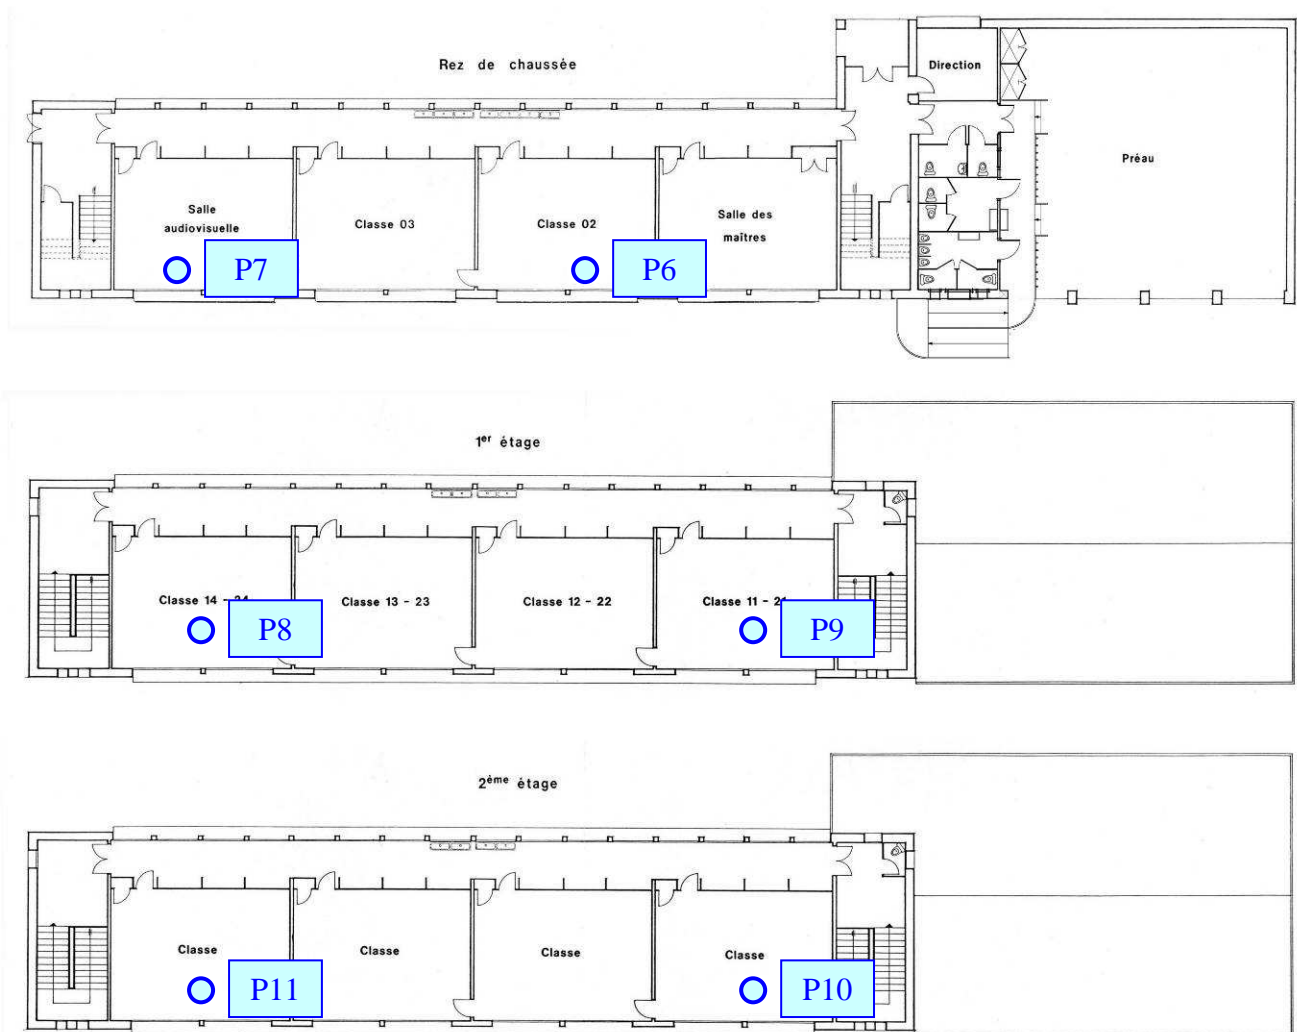 Rez de chaussée
Direction
Préau
Salle
audiovisuelle
Classe 03
Classe 02
Salle des
maîtres
P7
P6
1er étage
Classe 14 - 24
Classe 13 - 23
Classe 12 - 22
Classe 11 - 21
P8
P9
2ème étage
Classe
Classe
Classe
Classe
P11
P10